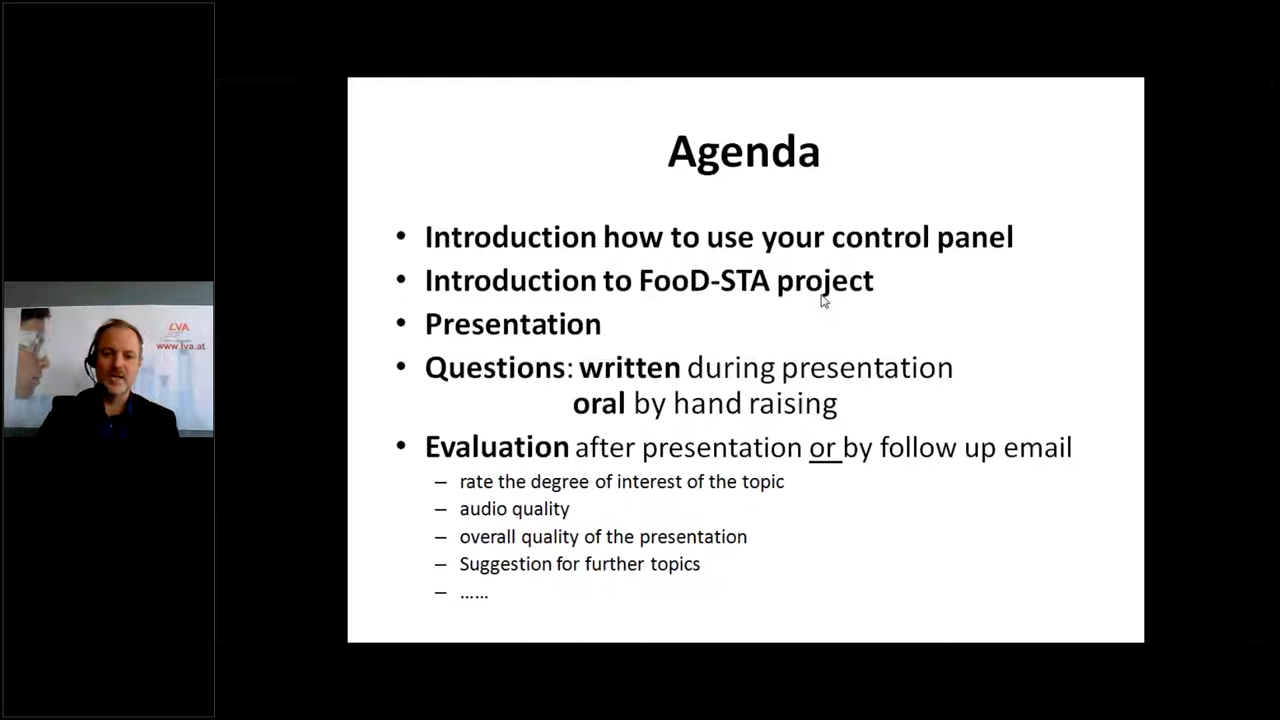 Agenda
• Introduction how to use your control panel
• Introduction to FooD-STA project
• Presentation
• Questions: written during presentation
oral by hand raising
• Evaluation after presentation or by follow up email
– rate the degree of interest of the topic
– audio quality
– overall quality of the presentation
– Suggestion for further topics
– ......
LVA
www.lva.at